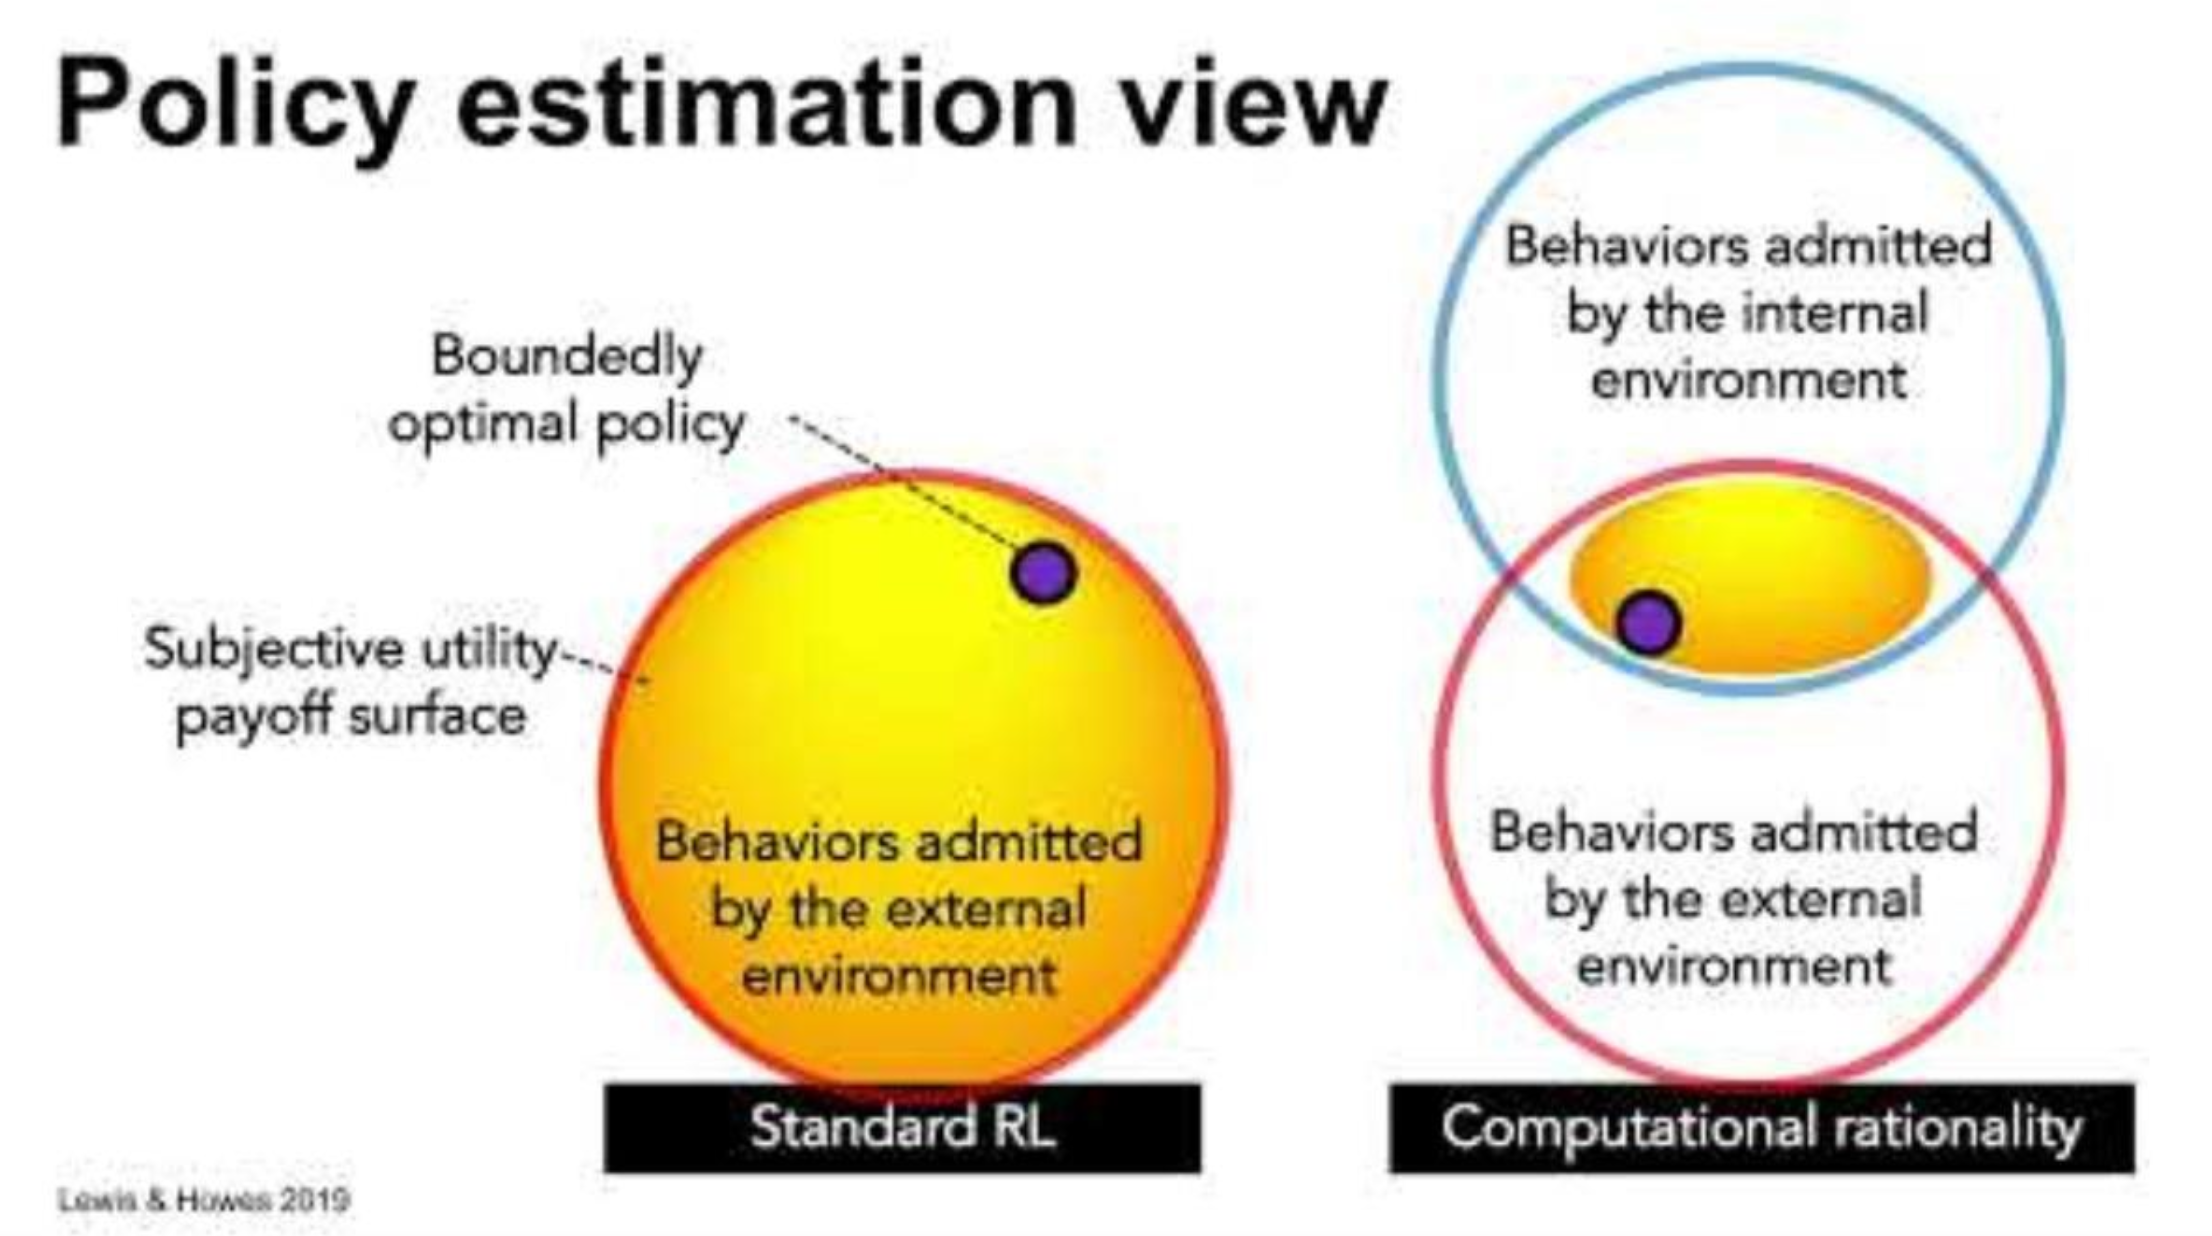 Policy estimation view
Boundedly
optimal policy
Subjective utility
payoff surface
Behaviors admitted
by the external
environment
Standard RL
Behaviors admitted
by the internal
environment
Behaviors admitted
by the external
environment
Computational rationality
Lewis & Howes 2019